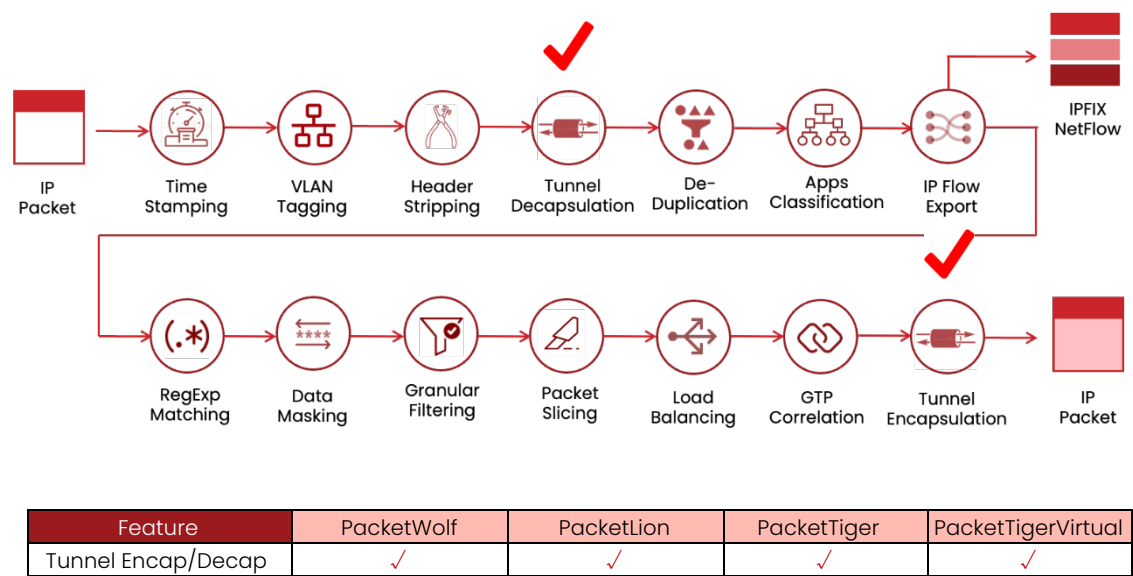 IPFIX
NetFlow
IP
Packet
Time
Stamping
VLAN
Tagging
Header
Stripping
Tunnel
Decapsulation
De-
Duplication
Apps
Classification
IP Flow
Export
(.*)
RegExp
Matching
****
Data
Masking
Granular
Filtering
Packet
Slicing
Load
Balancing
GTP
Correlation
Tunnel
Encapsulation
IP
Packet
Feature PacketWolf PacketLion PacketTiger PacketTigerVirtual
Tunnel Encap/Decap √ √ √ √